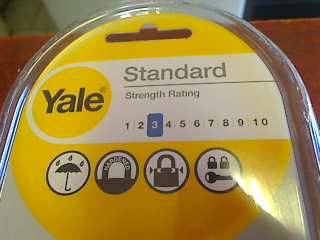 Yale
Standard
Strength Rating
1 2 3 4 5 6 7 8 9 10
HARDENED